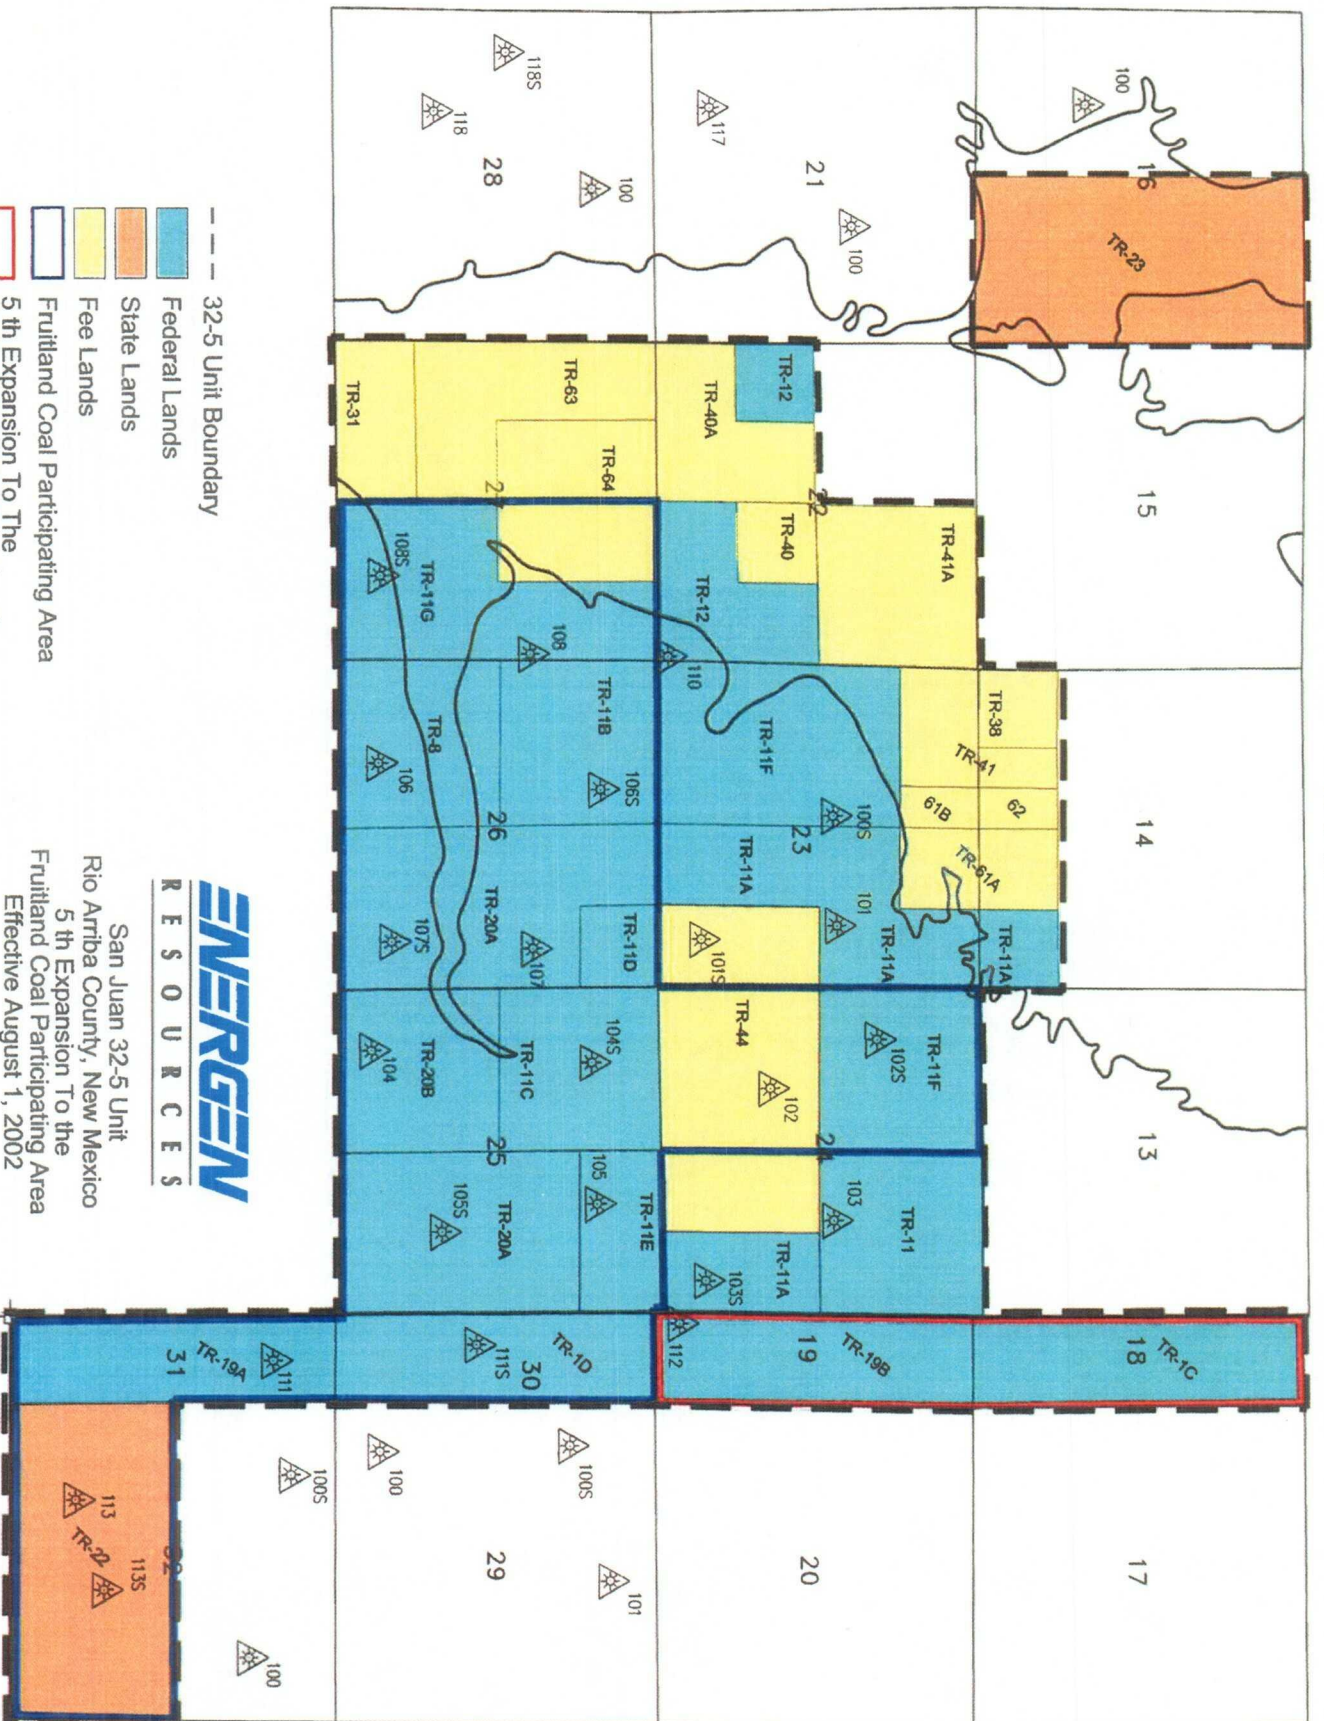 100
16
TR-23
15
14
13
18
TR-1C
17
TR-38
62
TR-11A
TR-41A
TR-41
61B
TR-61A
TR-11A
TR-11F
102S
TR-11
21
117
100
TR-12
TR-40A
22
TR-40
TR-12
110
TR-11F
100S
23
TR-11A
101
101S
TR-44
102
24
103
TR-11A
103S
112
19
TR-19B
20
118S
118
28
100
TR-63
TR-64
TR-31
108S
TR-11G
108
TR-11B
106S
TR-8
106
26
TR-20A
TR-11D
107
107S
104S
TR-11C
TR-20B
104
25
105
TR-11E
TR-20A
105S
TR-1D
30
111S
100S
100
29
101
31
TR-19A
111
100S
100
113
TR-22
113S
32-5 Unit Boundary
Federal Lands
State Lands
Fee Lands
Fruitland Coal Participating Area
5 th Expansion To The
ENERGEN
RESOURCES
San Juan 32-5 Unit
Rio Arriba County, New Mexico
5 th Expansion To the
Fruitland Coal Participating Area
Effective August 1, 2002